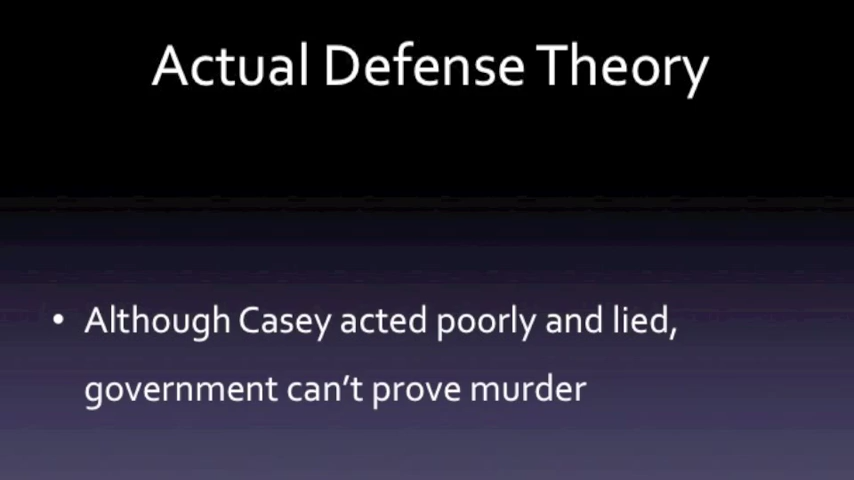 Actual Defense Theory
• Although Casey acted poorly and lied,
government can’t prove murder